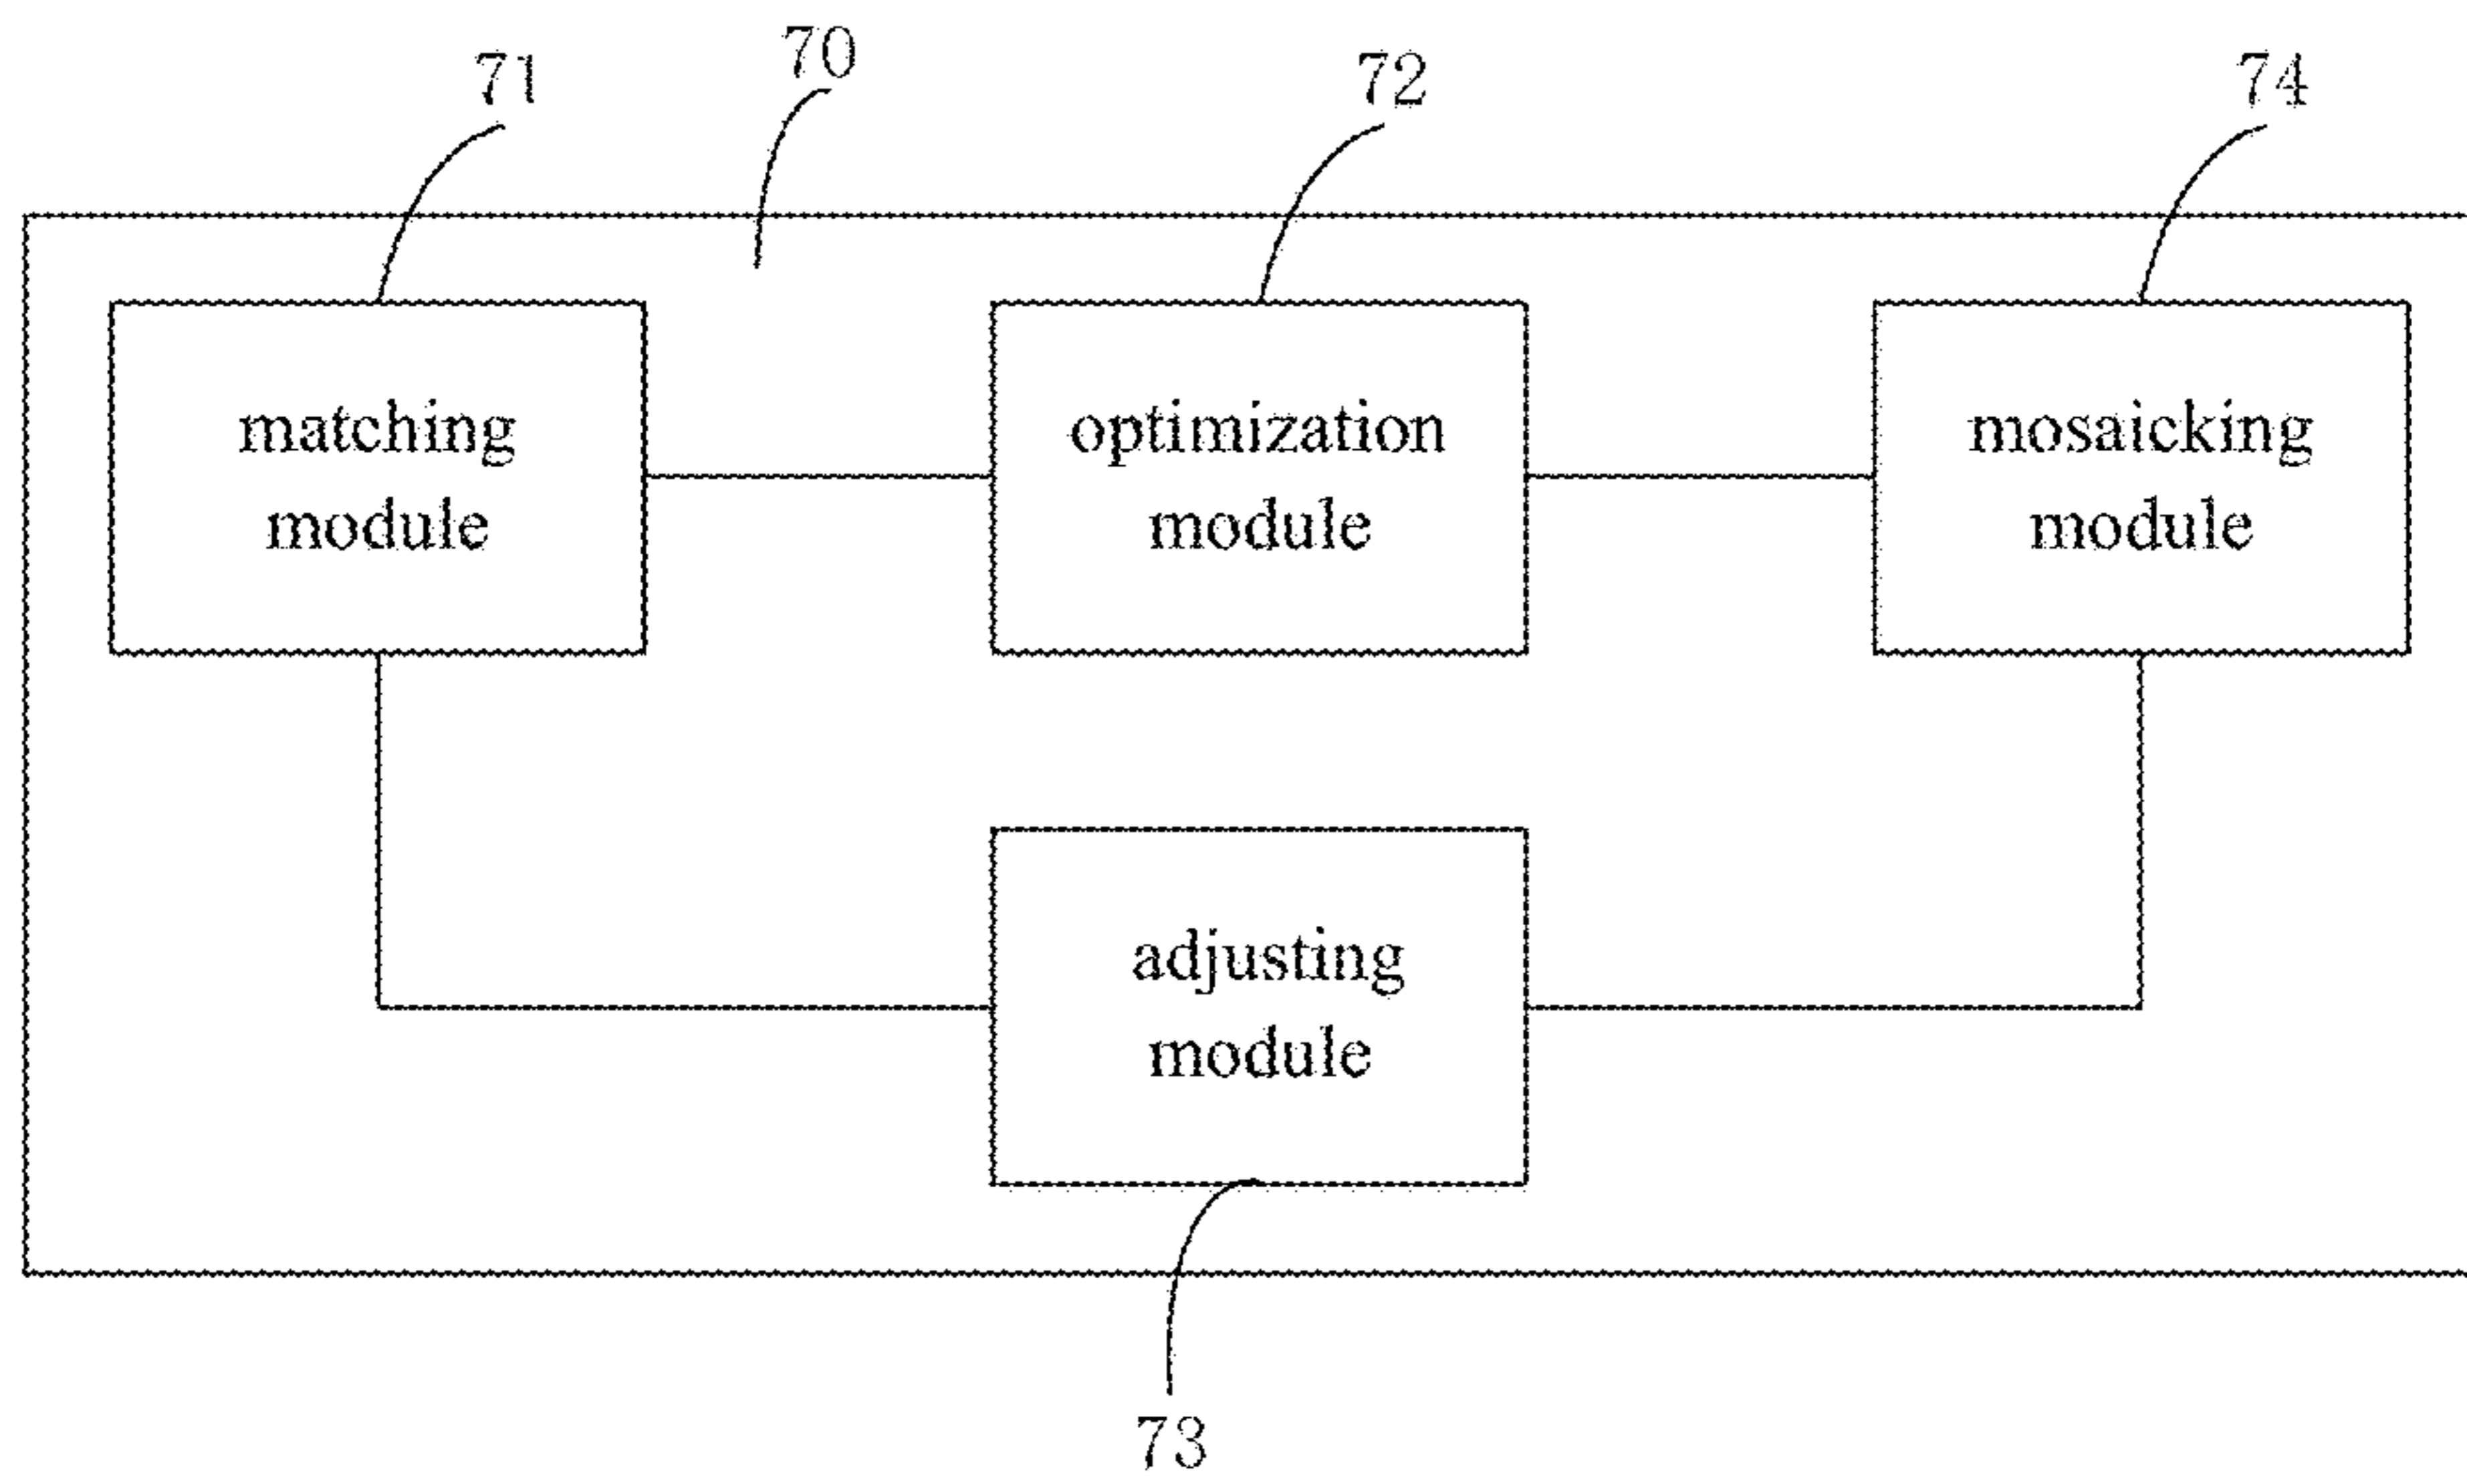 70
71
72
74
matching
module
optimization
module
mosaicking
module
adjusting
module
73